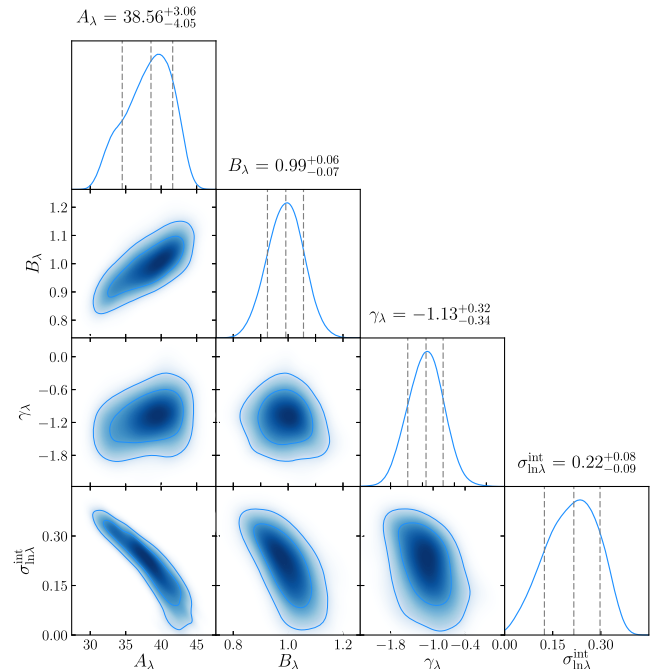 A_λ = 38.56^{+3.06}_{-4.05}
B_λ = 0.99^{+0.06}_{-0.07}
1.2
1.1
1.0
0.9
0.8
B_λ
γ_λ = −1.13^{+0.32}_{-0.34}
0.0
−0.6
−1.2
−1.8
γ_λ
σ^{int}_{lnλ} = 0.22^{+0.08}_{-0.09}
0.30
0.15
0.00
σ^{int}_{lnλ}
30 35 40 45
A_λ
0.8 1.0 1.2
B_λ
−1.8 −1.2 −0.6
γ_λ
0.00 0.15 0.30
σ^{int}_{lnλ}